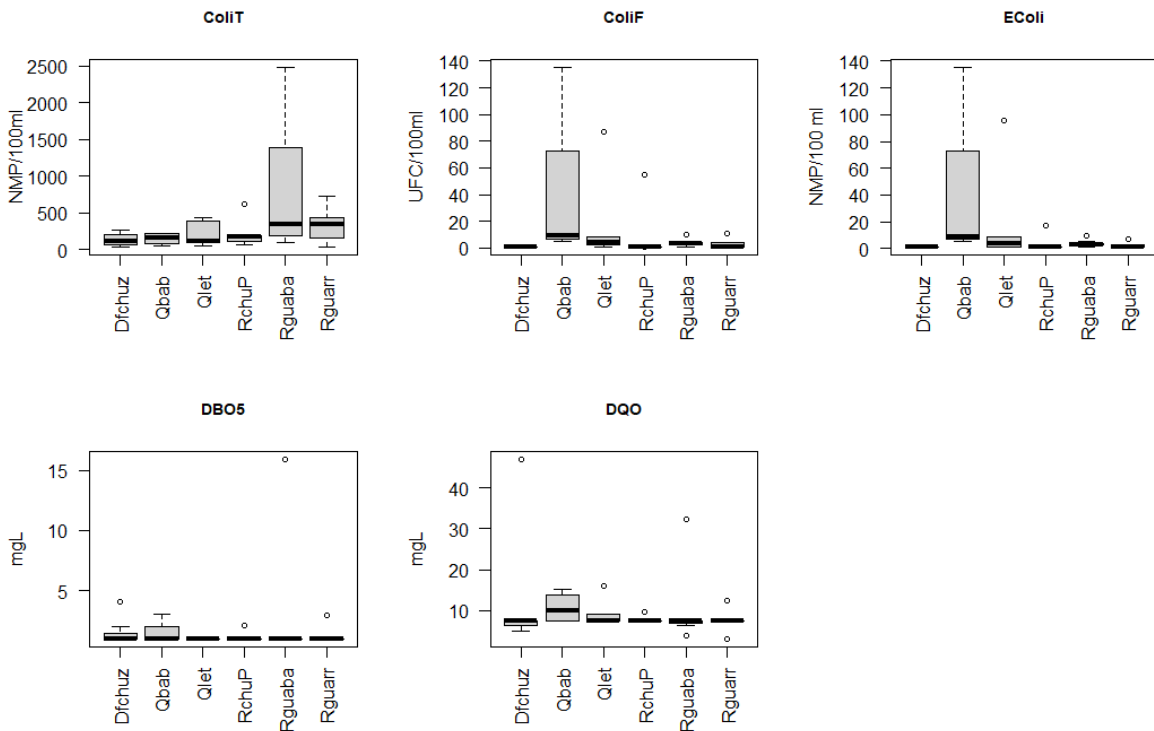 ColiT
NMP/100ml
2500
2000
1500
1000
500
0
Dfchuz
Qbab
Qlet
RchuP
Rguaba
Rguarr
ColiF
UFC/100ml
140
120
100
80
60
40
20
0
Dfchuz
Qbab
Qlet
RchuP
Rguaba
Rguarr
EColi
NMP/100 ml
140
120
100
80
60
40
20
0
Dfchuz
Qbab
Qlet
RchuP
Rguaba
Rguarr
DBO5
mgL
15
10
5
Dfchuz
Qbab
Qlet
RchuP
Rguaba
Rguarr
DQO
mgL
40
30
20
10
Dfchuz
Qbab
Qlet
RchuP
Rguaba
Rguarr